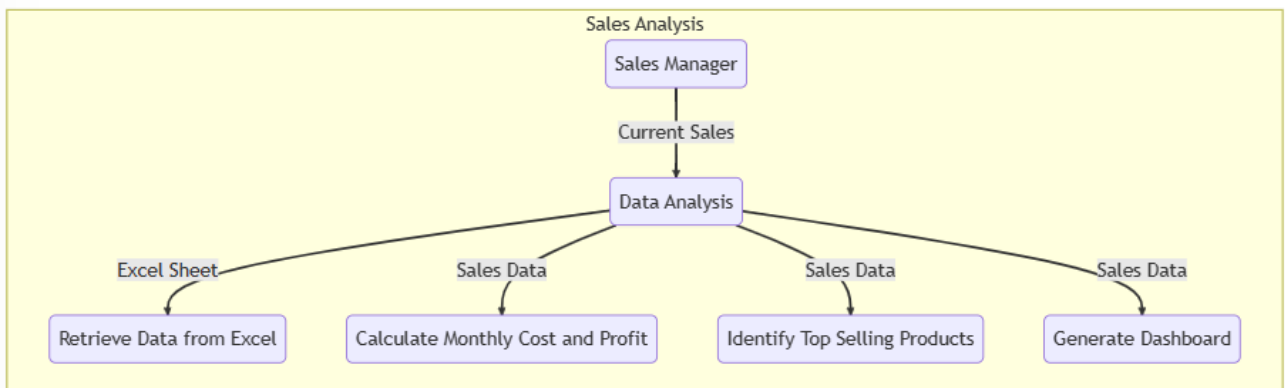 Sales Analysis
Sales Manager
Current Sales
Data Analysis
Excel Sheet
Sales Data
Sales Data
Sales Data
Retrieve Data from Excel
Calculate Monthly Cost and Profit
Identify Top Selling Products
Generate Dashboard